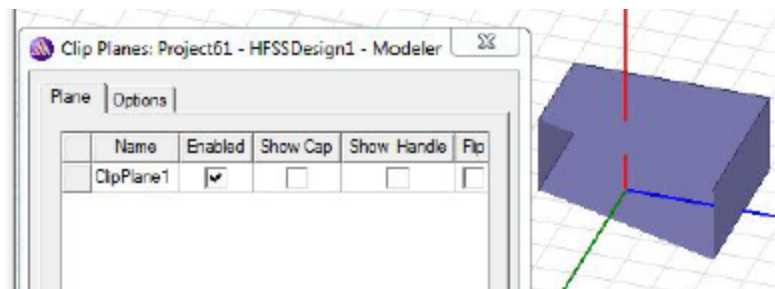 Clip Planes: Project61 - HFSSDesign1 - Modeler
Plane Options
Name Enabled Show Cap Show Handle Flip
ClipPlane1